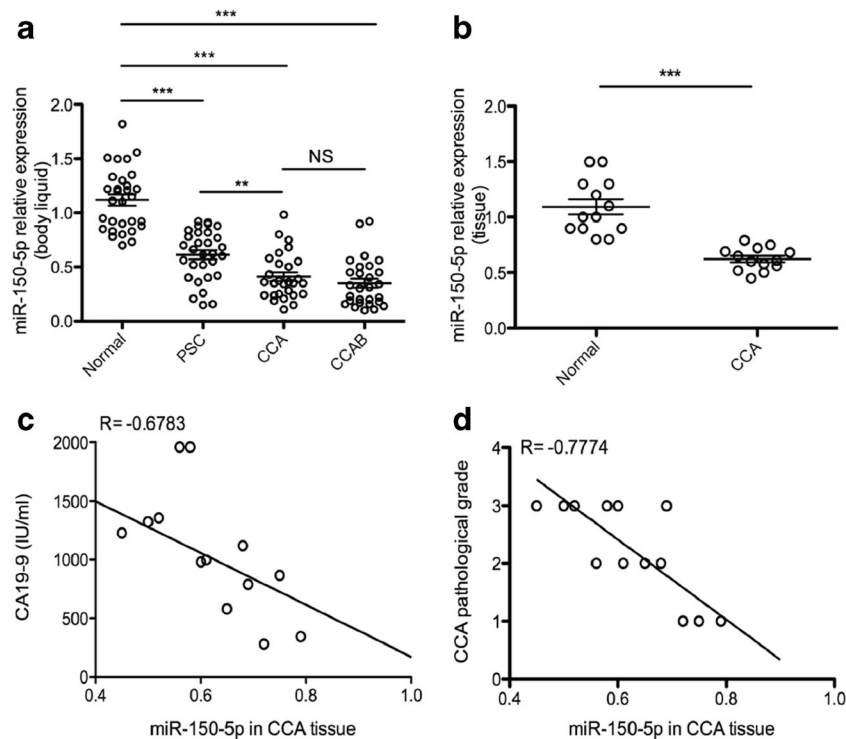 a
***
***
***
**
NS
miR-150-5p relative expression
(body liquid)
2.0
1.5
1.0
0.5
0.0
Normal
PSC
CCA
CCAB
b
***
miR-150-5p relative expression
(tissue)
2.0
1.5
1.0
0.5
0.0
Normal
CCA
c
R= -0.6783
CA19-9 (IU/ml)
2000
1500
1000
500
0
0.4
0.6
0.8
1.0
miR-150-5p in CCA tissue
d
R= -0.7774
CCA pathological grade
4
3
2
1
0
0.4
0.6
0.8
1.0
miR-150-5p in CCA tissue